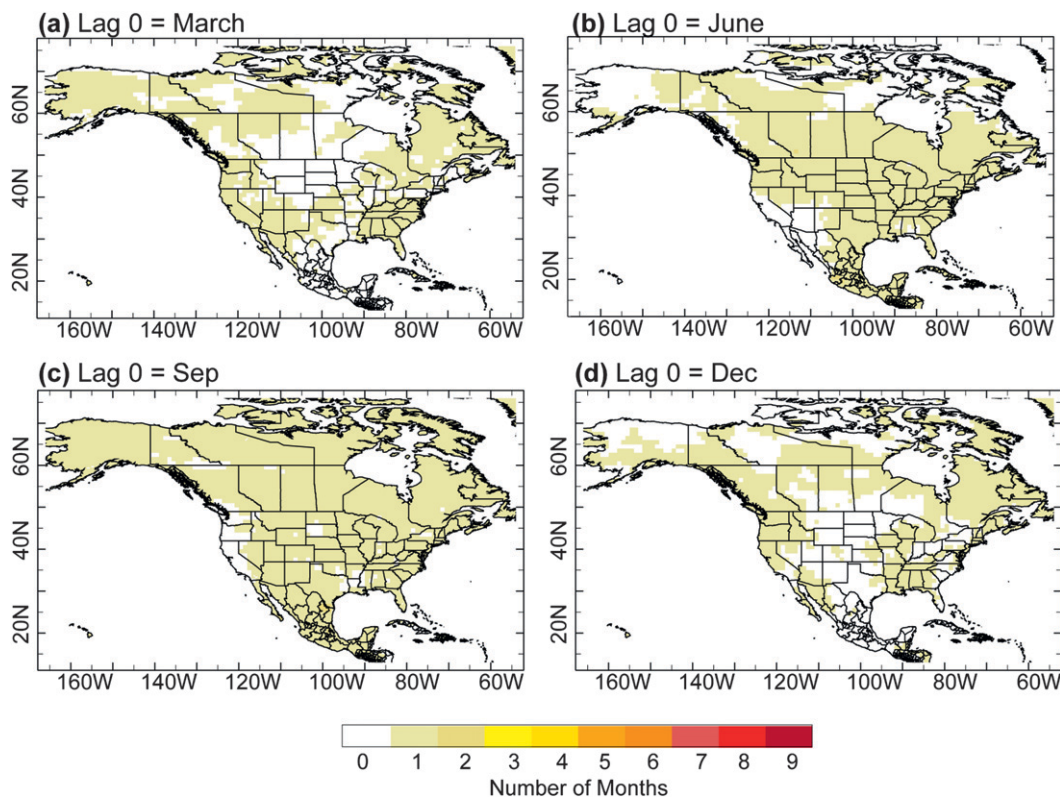 (a) Lag 0 = March
(b) Lag 0 = June
60N
40N
20N
160W 140W 120W 100W 80W 60W
60N
40N
20N
160W 140W 120W 100W 80W 60W
(c) Lag 0 = Sep
(d) Lag 0 = Dec
60N
40N
20N
160W 140W 120W 100W 80W 60W
60N
40N
20N
160W 140W 120W 100W 80W 60W
0 1 2 3 4 5 6 7 8 9
Number of Months